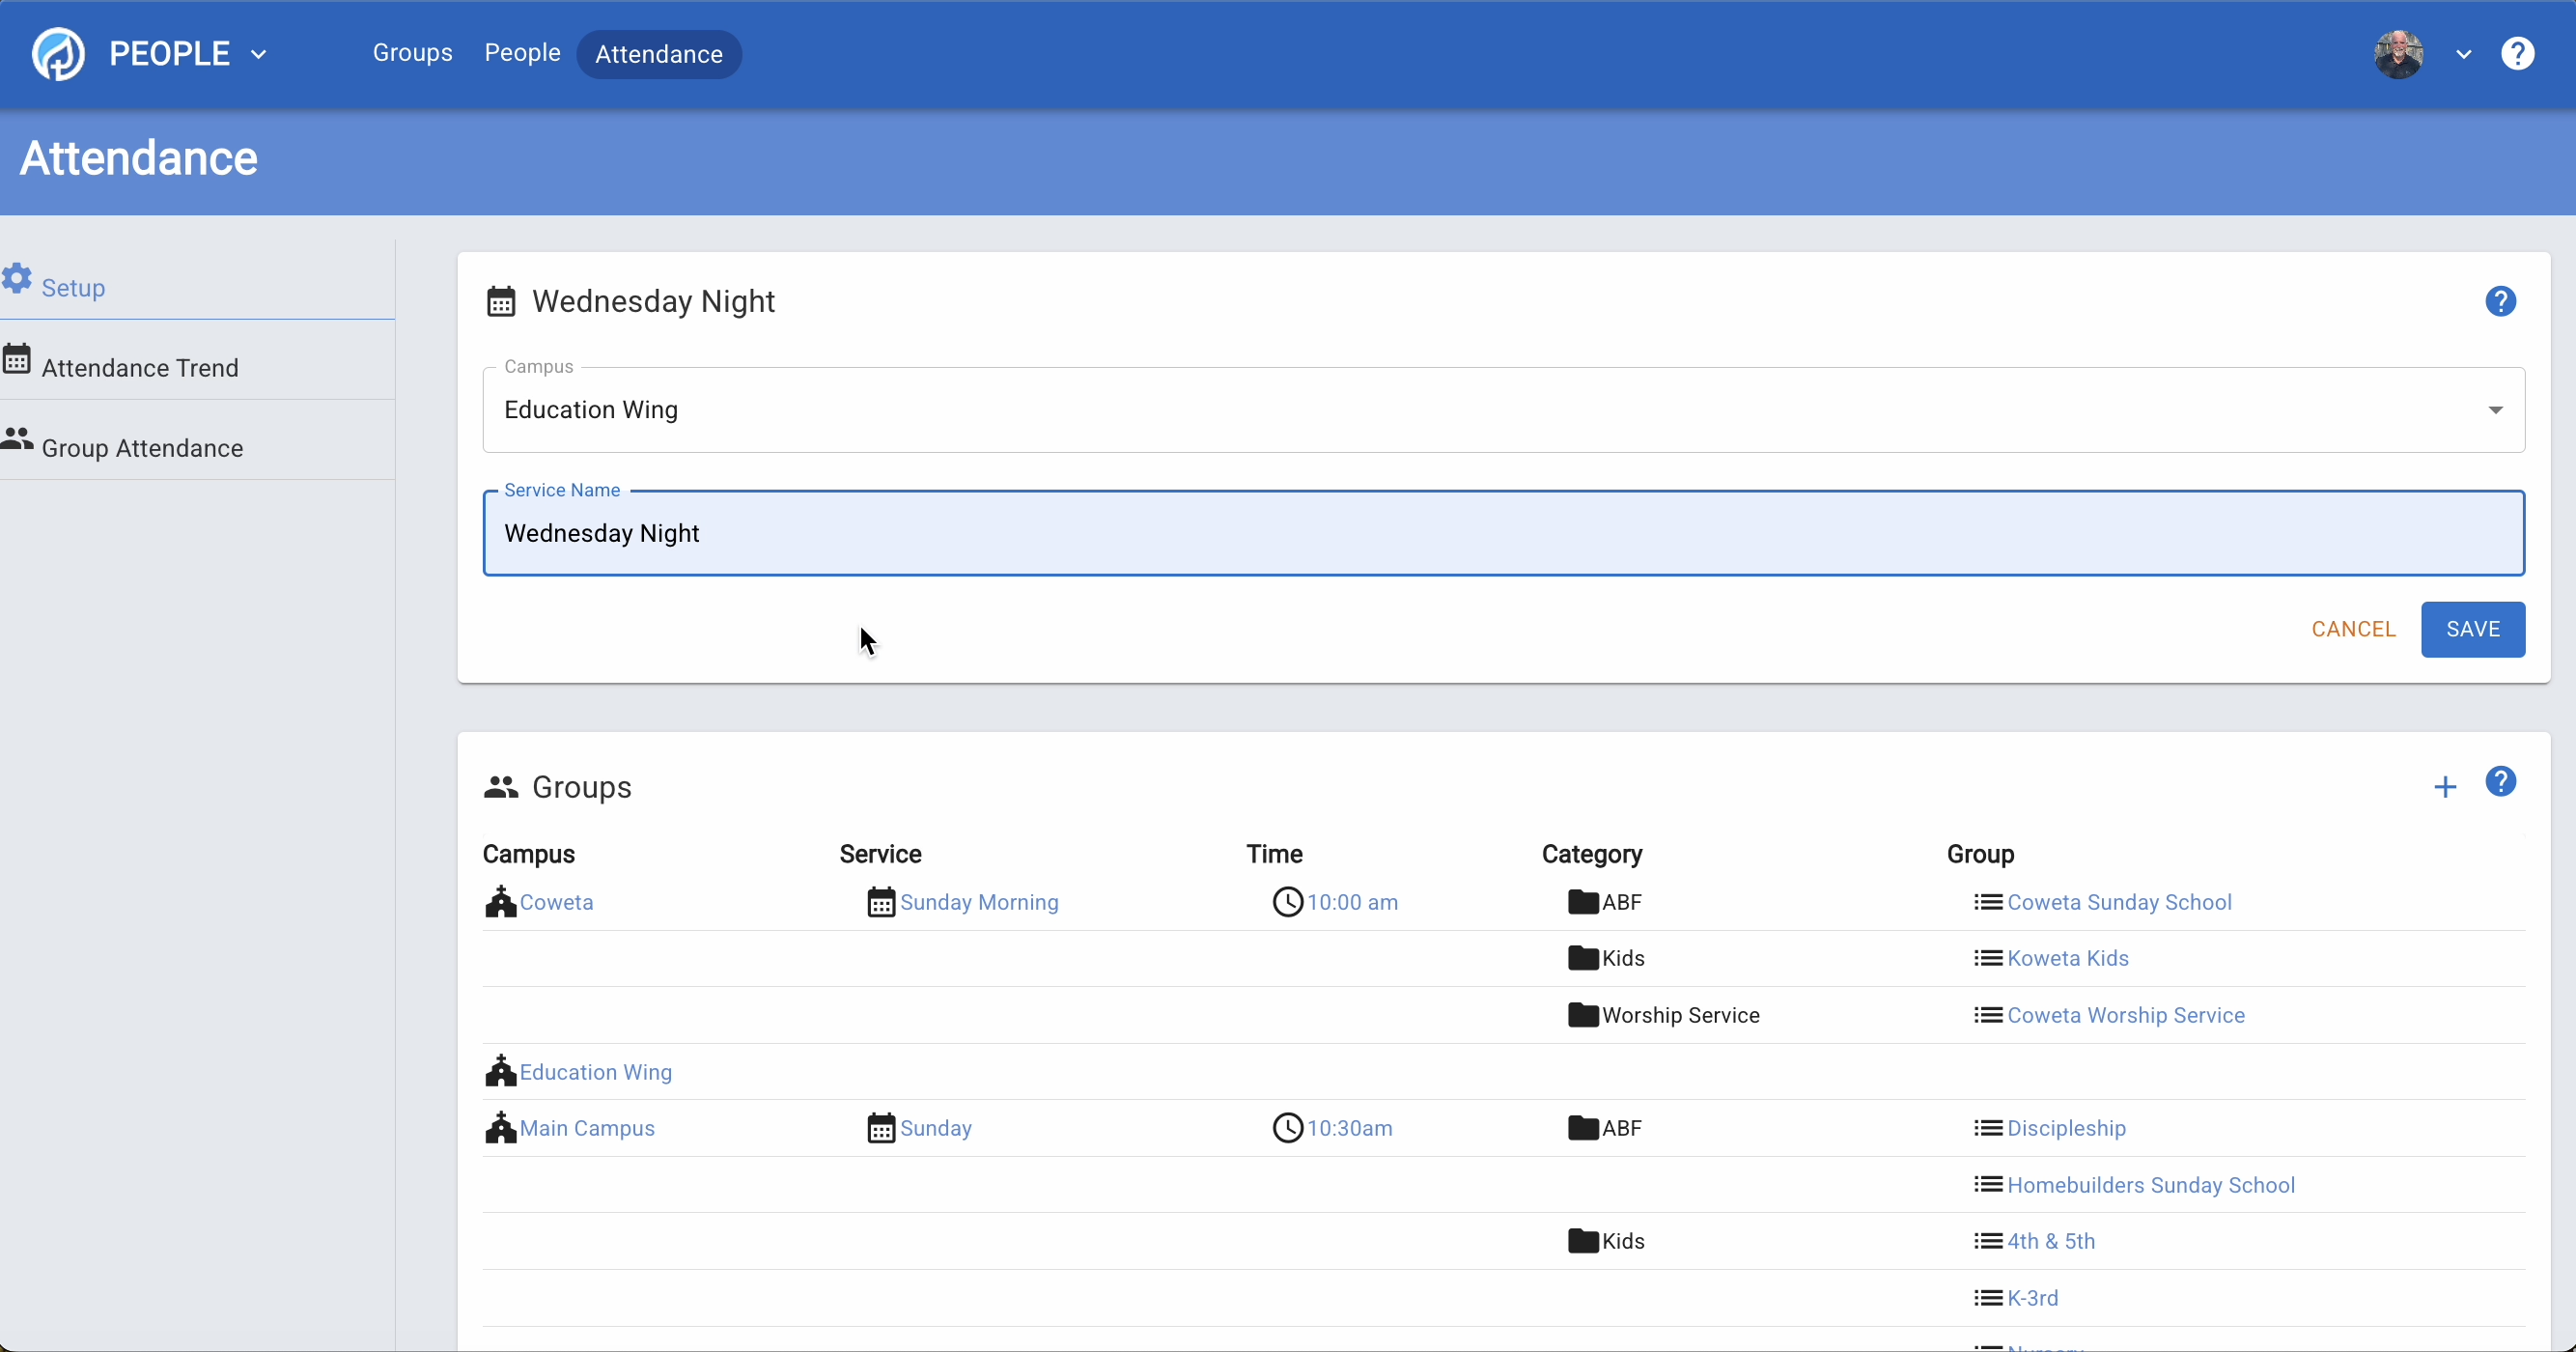 PEOPLE Groups People Attendance
Attendance
Setup
Attendance Trend
Group Attendance
Wednesday Night
Campus
Education Wing
Service Name
Wednesday Night
CANCEL SAVE
Groups
Campus Service Time Category Group
Coweta Sunday Morning 10:00 am ABF Coweta Sunday School
Kids Koweta Kids
Worship Service Coweta Worship Service
Education Wing
Main Campus Sunday 10:30am ABF Discipleship
Homebuilders Sunday School
Kids 4th & 5th
K-3rd